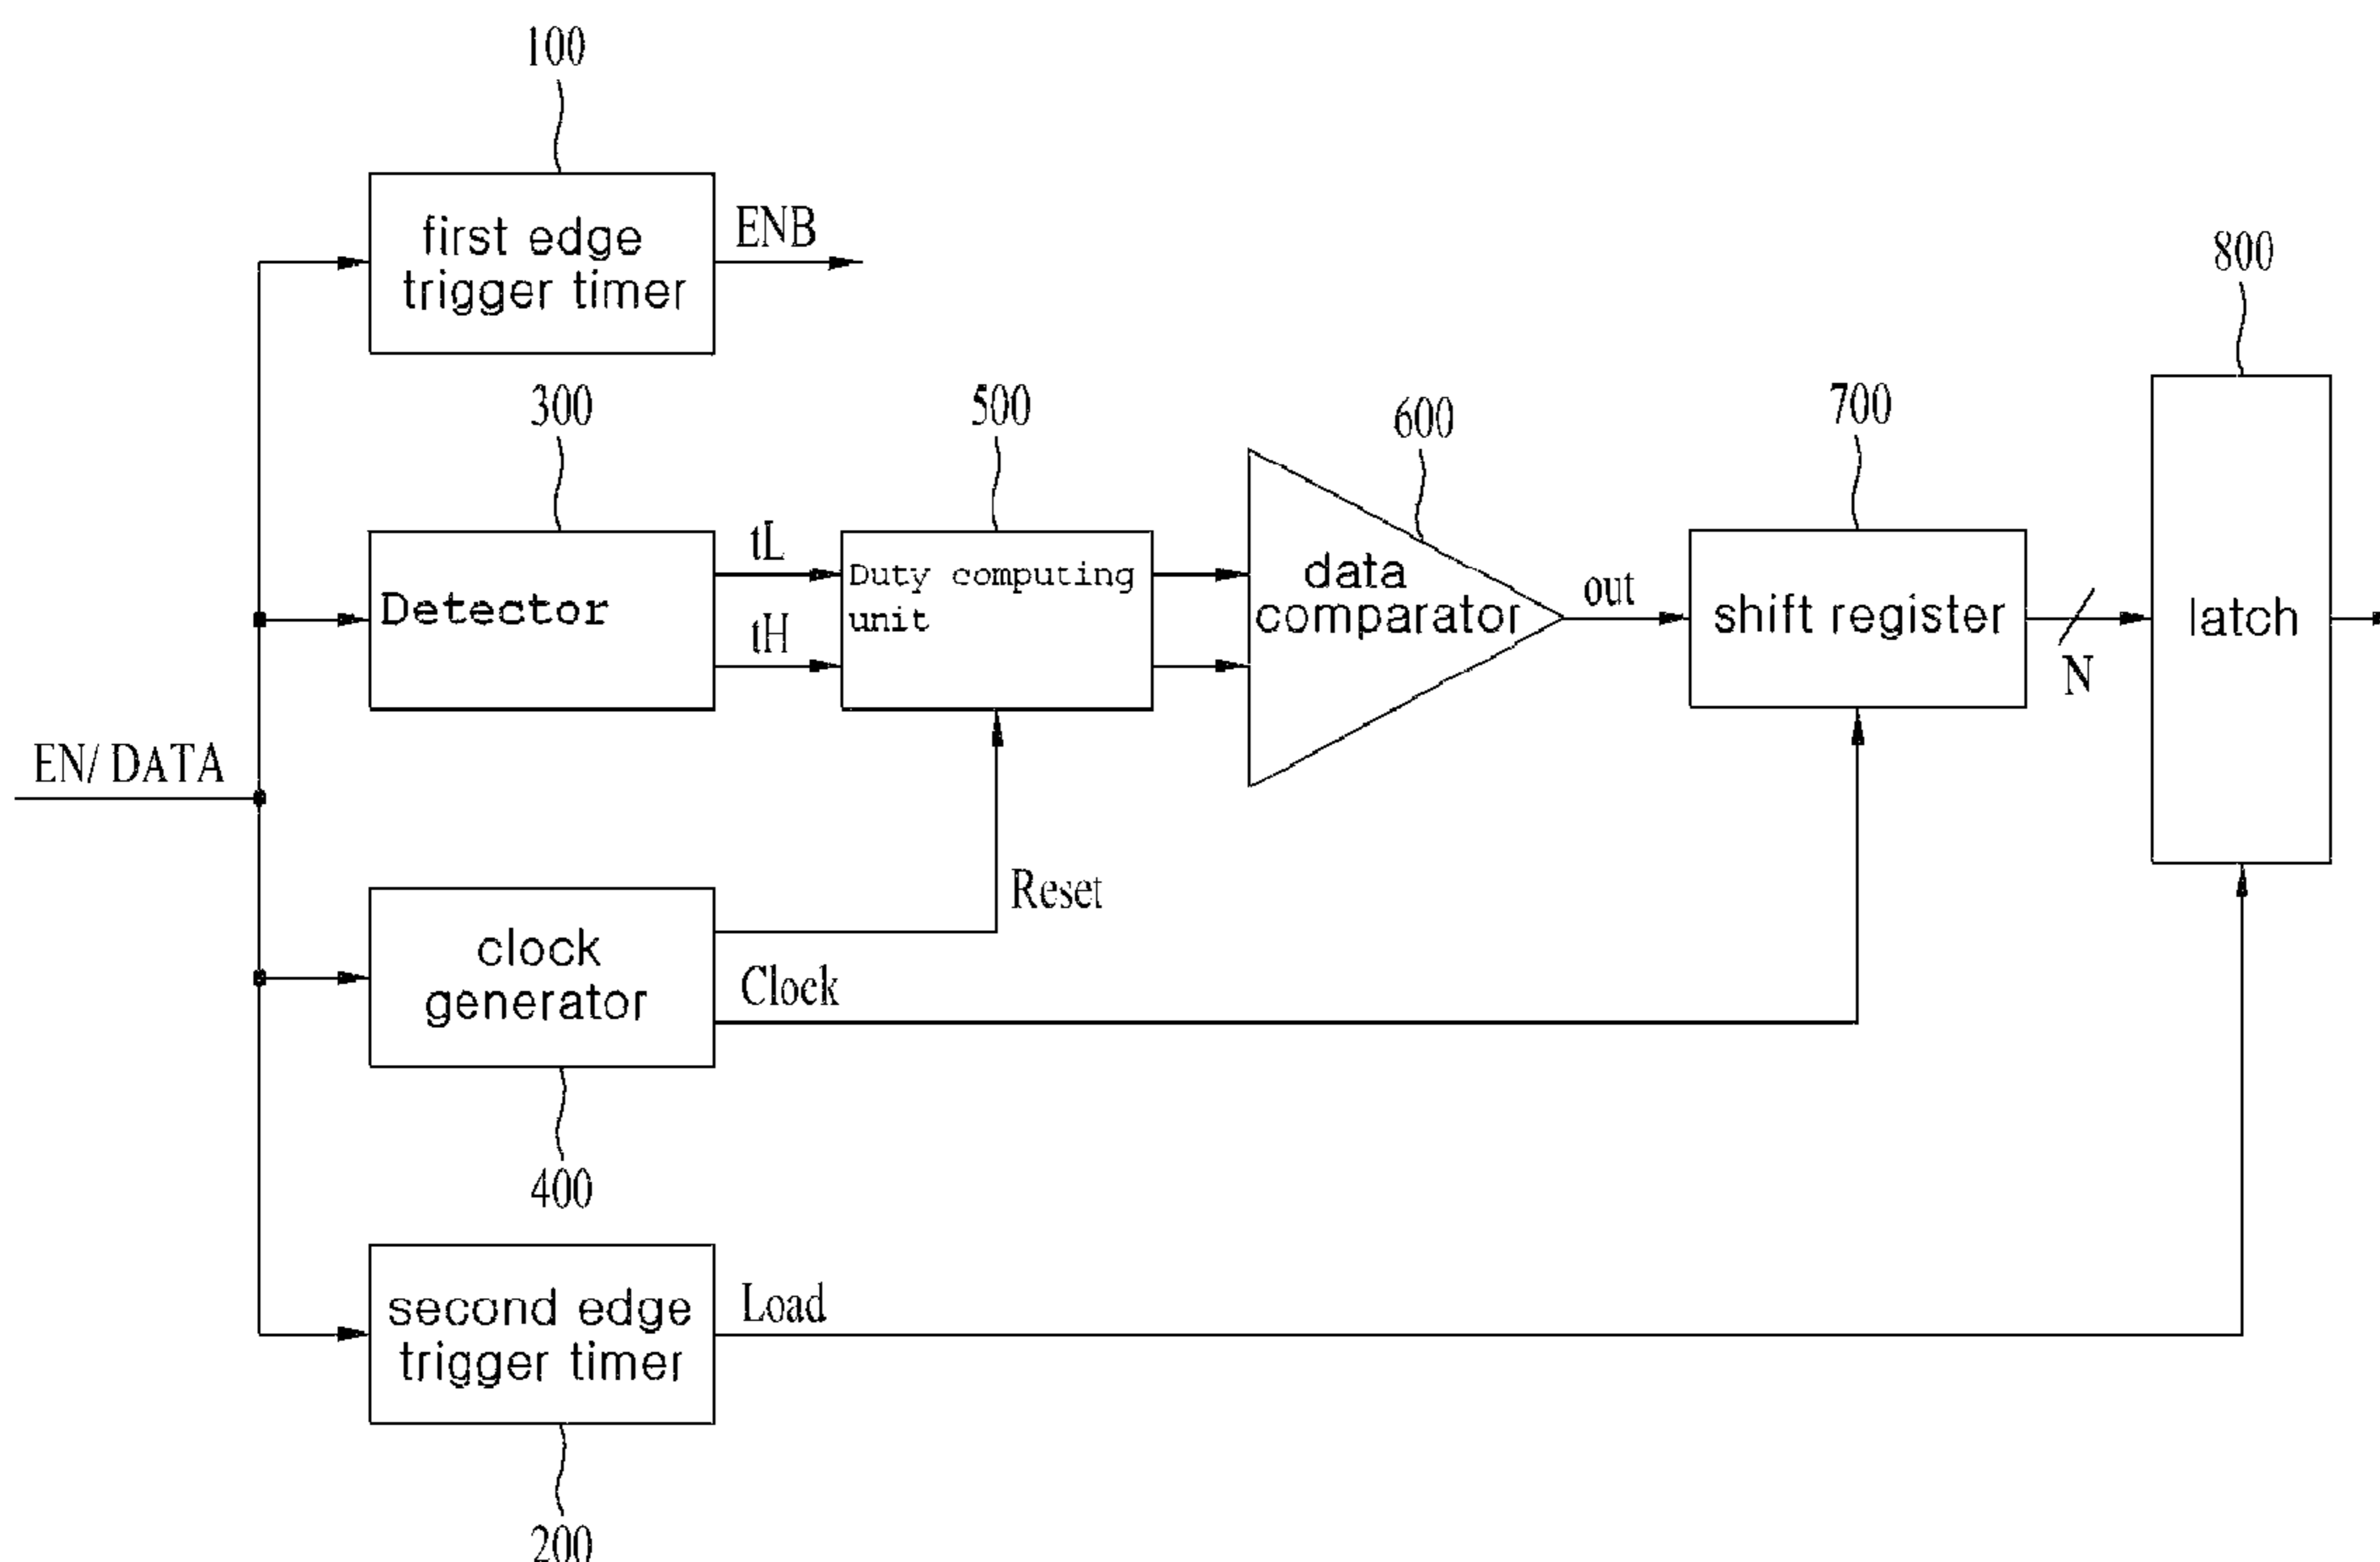 100
first edge
trigger timer
ENB
800
300
500
600
700
tL
Detector
tH
Duty computing
unit
data
comparator
out
shift register
N
latch
EN/ DATA
Reset
clock
generator
Clock
400
second edge
trigger timer
Load
200